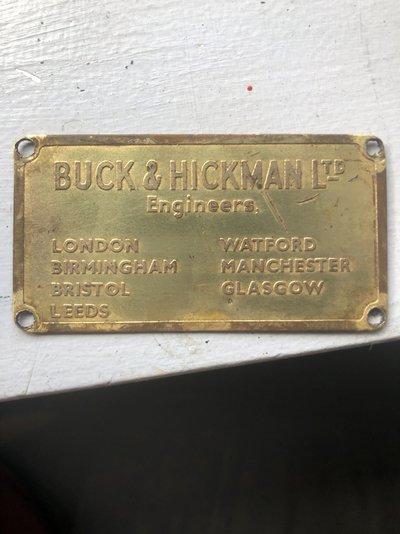 BUCK & HICKMAN LTD
Engineers,
LONDON WATFORD
BIRMINGHAM MANCHESTER
BRISTOL GLASGOW
LEEDS